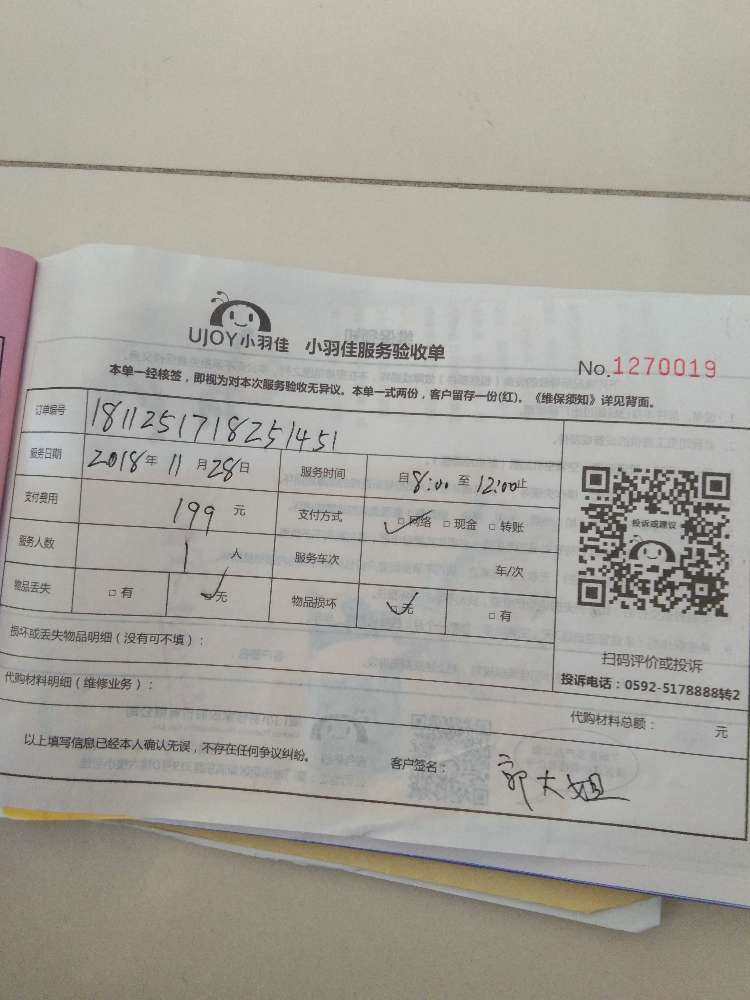 UJOY小羽佳 小羽佳服务验收单
No.1270019
本单一经核签，即视为对本次服务验收无异议。本单一式两份，客户留存一份(红)。《维保须知》详见背面。
订单编号 1811251718251451
服务日期 2018年 11月 28日 服务时间 自8:00至12:00止
支付费用 199 元 支付方式 □网络 □现金 □转账
服务人数 1 人 服务车次 车/次
物品丢失 □有 □无 物品损坏 □无 □有
投诉或建议
扫码评价或投诉
投诉电话：0592-5178888转2
损坏或丢失物品明细（没有可不填）：
代购材料明细（维修业务）：
代购材料总额： 元
以上填写信息已经本人确认无误，不存在任何争议纠纷。 客户签名： 郭大姐